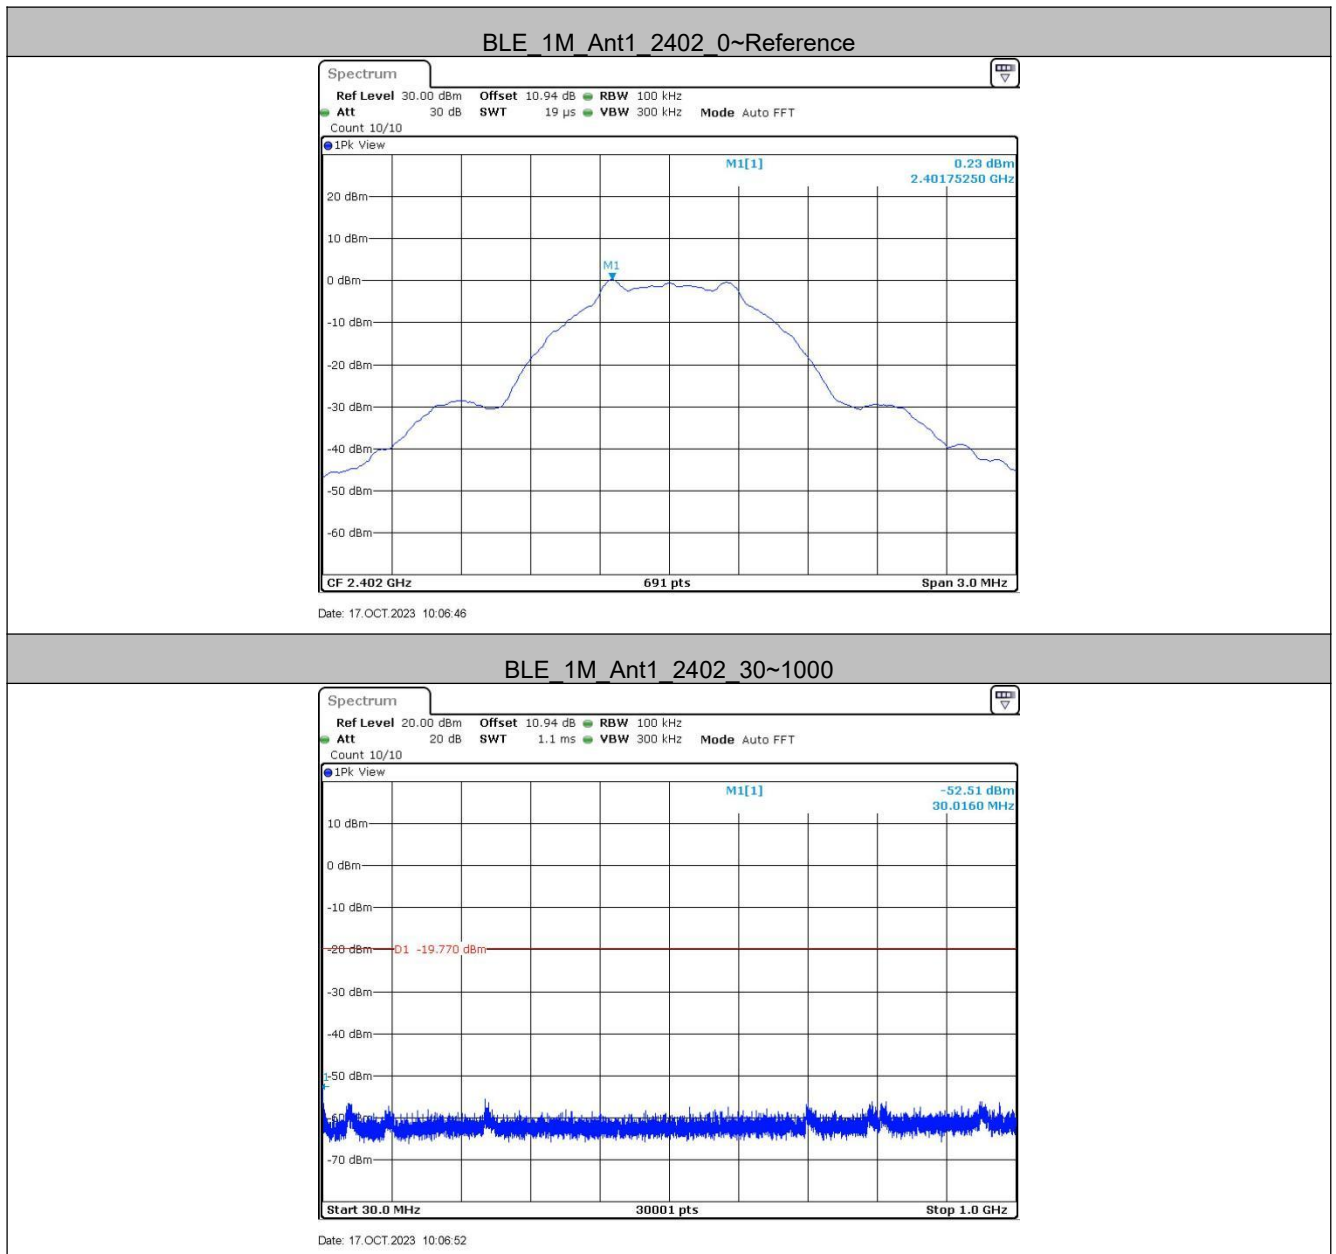 BLE_1M_Ant1_2402_0~Reference
Spectrum
Ref Level 30.00 dBm Offset 10.94 dB RBW 100 kHz
Att 30 dB SWT 19 µs VBW 300 kHz Mode Auto FFT
Count 10/10
1Pk View
M1[1] 0.23 dBm
2.40175250 GHz
20 dBm
10 dBm
M1
0 dBm
-10 dBm
-20 dBm
-30 dBm
-40 dBm
-50 dBm
-60 dBm
CF 2.402 GHz 691 pts Span 3.0 MHz
Date: 17.OCT.2023 10:06:46
BLE_1M_Ant1_2402_30~1000
Spectrum
Ref Level 20.00 dBm Offset 10.94 dB RBW 100 kHz
Att 20 dB SWT 1.1 ms VBW 300 kHz Mode Auto FFT
Count 10/10
1Pk View
M1[1] -52.51 dBm
30.0160 MHz
10 dBm
0 dBm
-10 dBm
-20 dBm D1 -19.770 dBm
-30 dBm
-40 dBm
-50 dBm
-70 dBm
Start 30.0 MHz 30001 pts Stop 1.0 GHz
Date: 17.OCT.2023 10:06:52